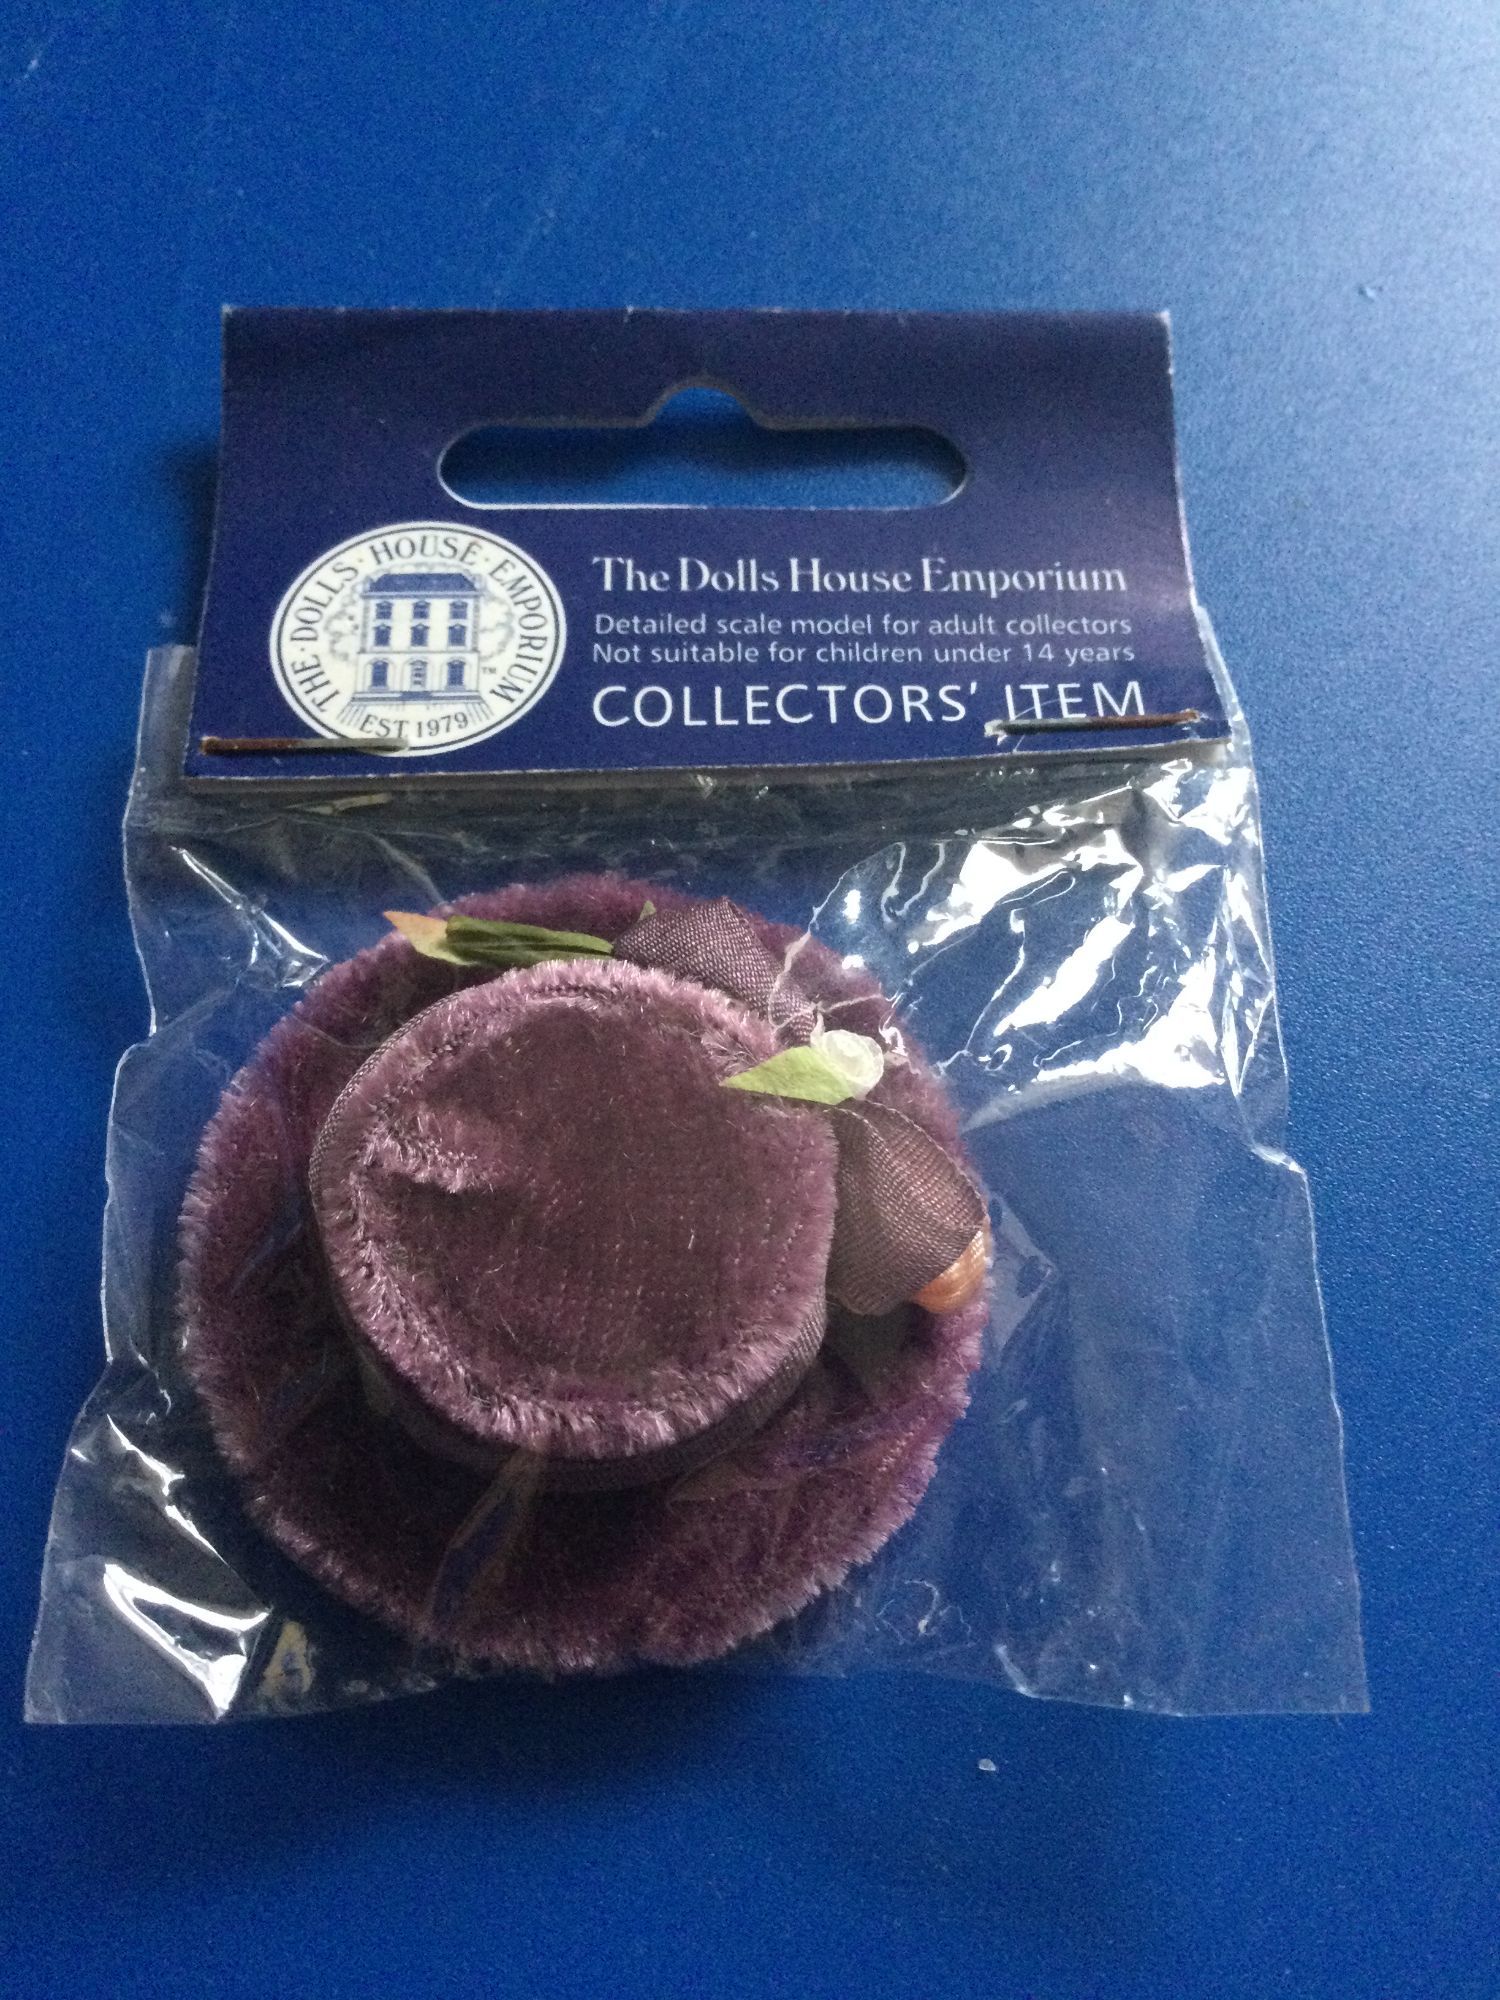 THE · DOLLS · HOUSE · EMPORIUM ™
EST 1979
The Dolls House Emporium
Detailed scale model for adult collectors
Not suitable for children under 14 years
COLLECTORS' ITEM